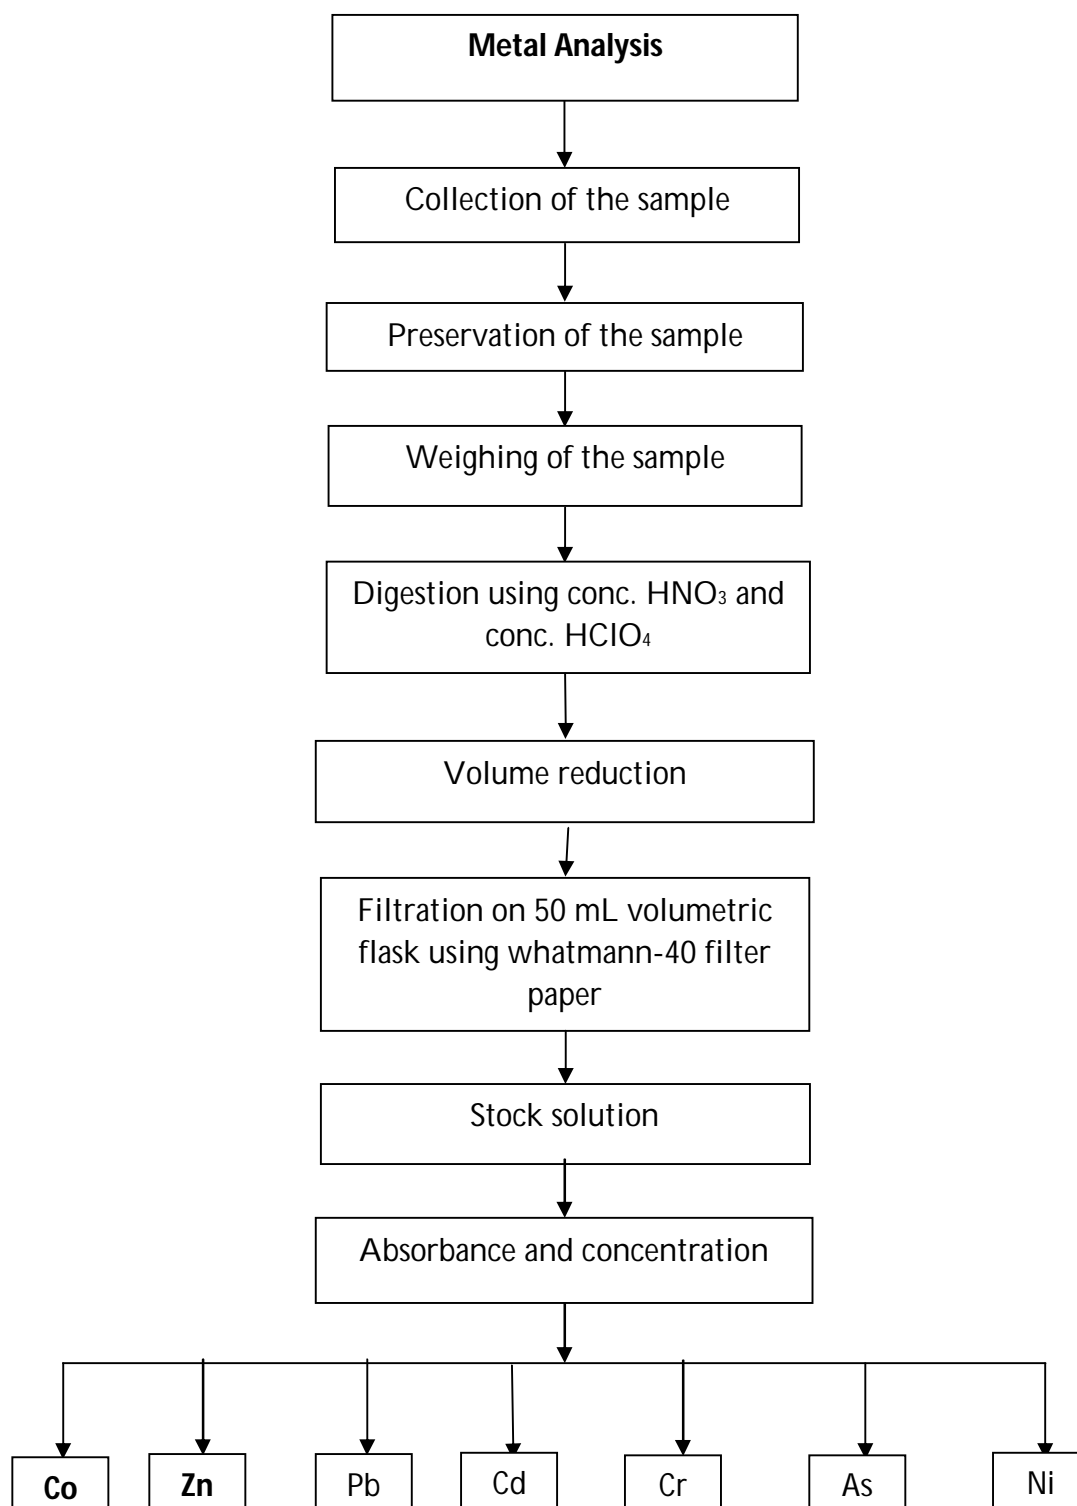 Metal Analysis
Collection of the sample
Preservation of the sample
Weighing of the sample
Digestion using conc. HNO₃ and
conc. HClO₄
Volume reduction
Filtration on 50 mL volumetric
flask using whatmann-40 filter
paper
Stock solution
Absorbance and concentration
Co Zn Pb Cd Cr As Ni